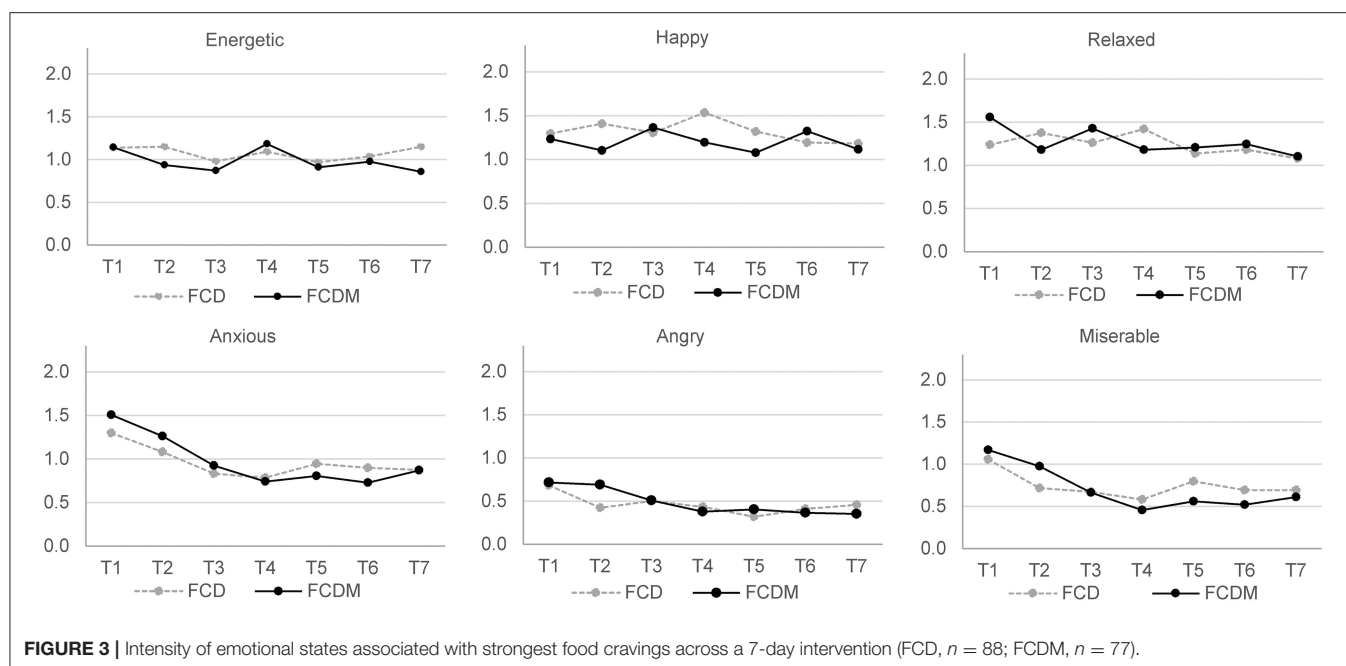 Energetic
2.0
1.5
1.0
0.5
0.0
T1 T2 T3 T4 T5 T6 T7
FCD FCDM
Happy
2.0
1.5
1.0
0.5
0.0
T1 T2 T3 T4 T5 T6 T7
FCD FCDM
Relaxed
2.0
1.5
1.0
0.5
0.0
T1 T2 T3 T4 T5 T6 T7
FCD FCDM
Anxious
2.0
1.5
1.0
0.5
0.0
T1 T2 T3 T4 T5 T6 T7
FCD FCDM
Angry
2.0
1.5
1.0
0.5
0.0
T1 T2 T3 T4 T5 T6 T7
FCD FCDM
Miserable
2.0
1.5
1.0
0.5
0.0
T1 T2 T3 T4 T5 T6 T7
FCD FCDM
FIGURE 3 | Intensity of emotional states associated with strongest food cravings across a 7-day intervention (FCD, n = 88; FCDM, n = 77).